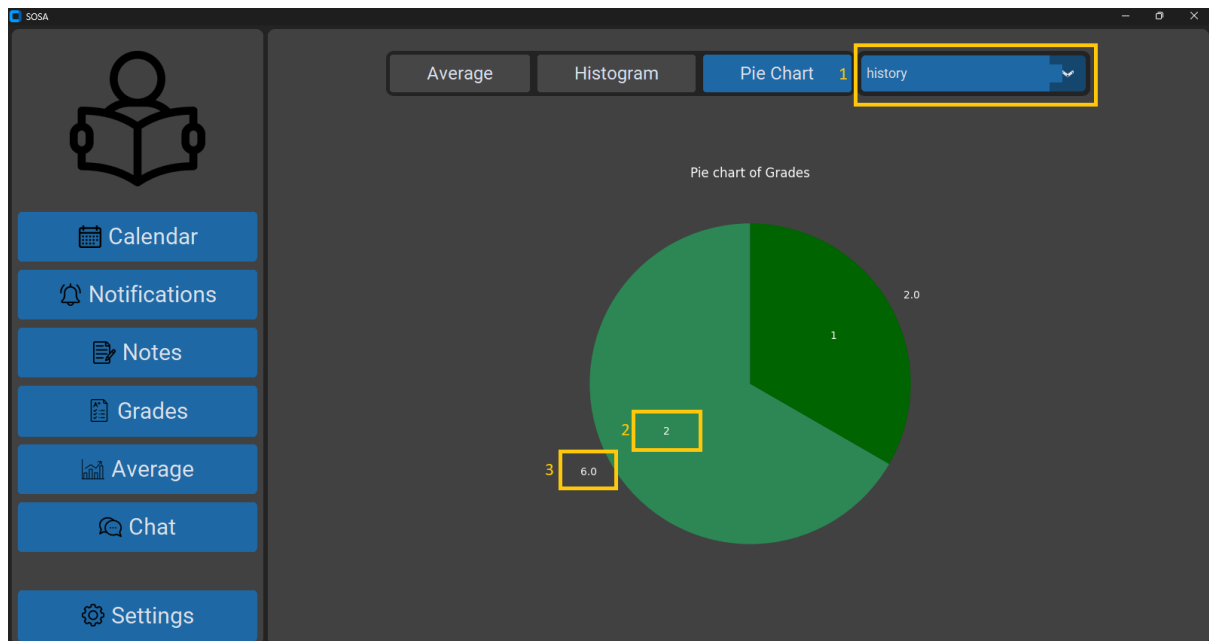 SOSA
Average Histogram Pie Chart 1 history
Pie chart of Grades
Calendar
Notifications
Notes
Grades
Average
Chat
Settings
2.0
1
2 2
3 6.0